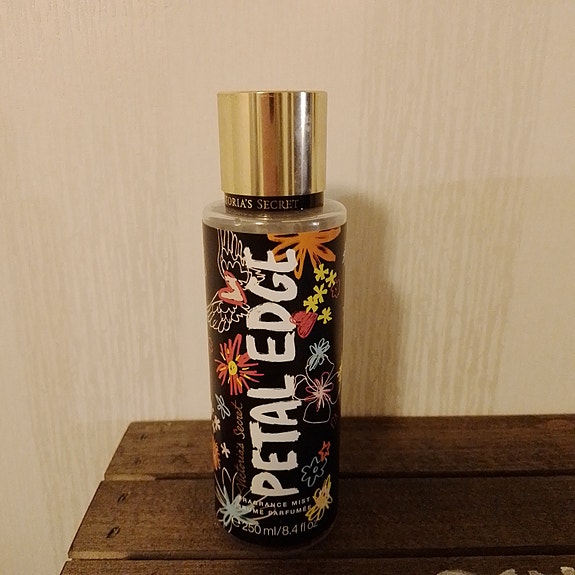 VICTORIA'S SECRET
PETAL EDGE
Victoria's Secret
FRAGRANCE MIST
BRUME PARFUMÉE
℮ 250 ml/8.4 fl oz